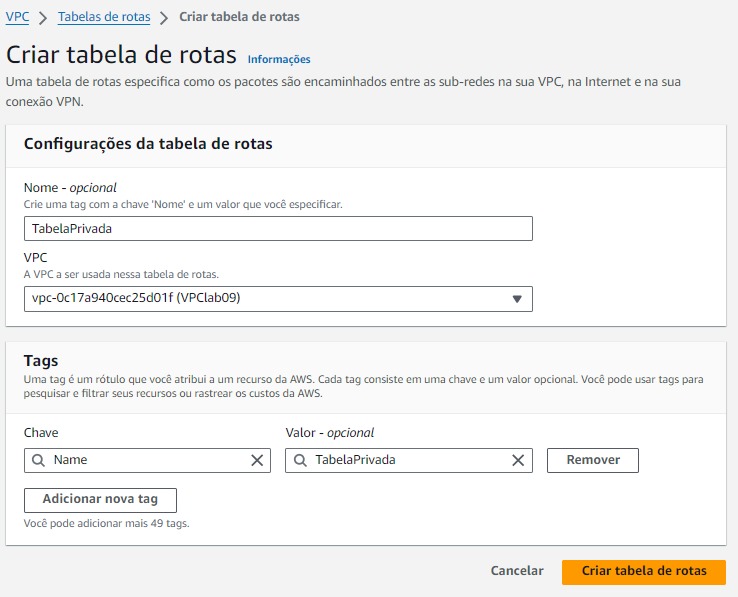 VPC > Tabelas de rotas > Criar tabela de rotas
Criar tabela de rotas Informações
Uma tabela de rotas especifica como os pacotes são encaminhados entre as sub-redes na sua VPC, na Internet e na sua
conexão VPN.
Configurações da tabela de rotas
Nome - opcional
Crie uma tag com a chave 'Nome' e um valor que você especificar.
TabelaPrivada
VPC
A VPC a ser usada nessa tabela de rotas.
vpc-0c17a940cec25d01f (VPClab09)
Tags
Uma tag é um rótulo que você atribui a um recurso da AWS. Cada tag consiste em uma chave e um valor opcional. Você pode usar tags para
pesquisar e filtrar seus recursos ou rastrear os custos da AWS.
Chave Valor - opcional
Name TabelaPrivada Remover
Adicionar nova tag
Você pode adicionar mais 49 tags.
Cancelar Criar tabela de rotas